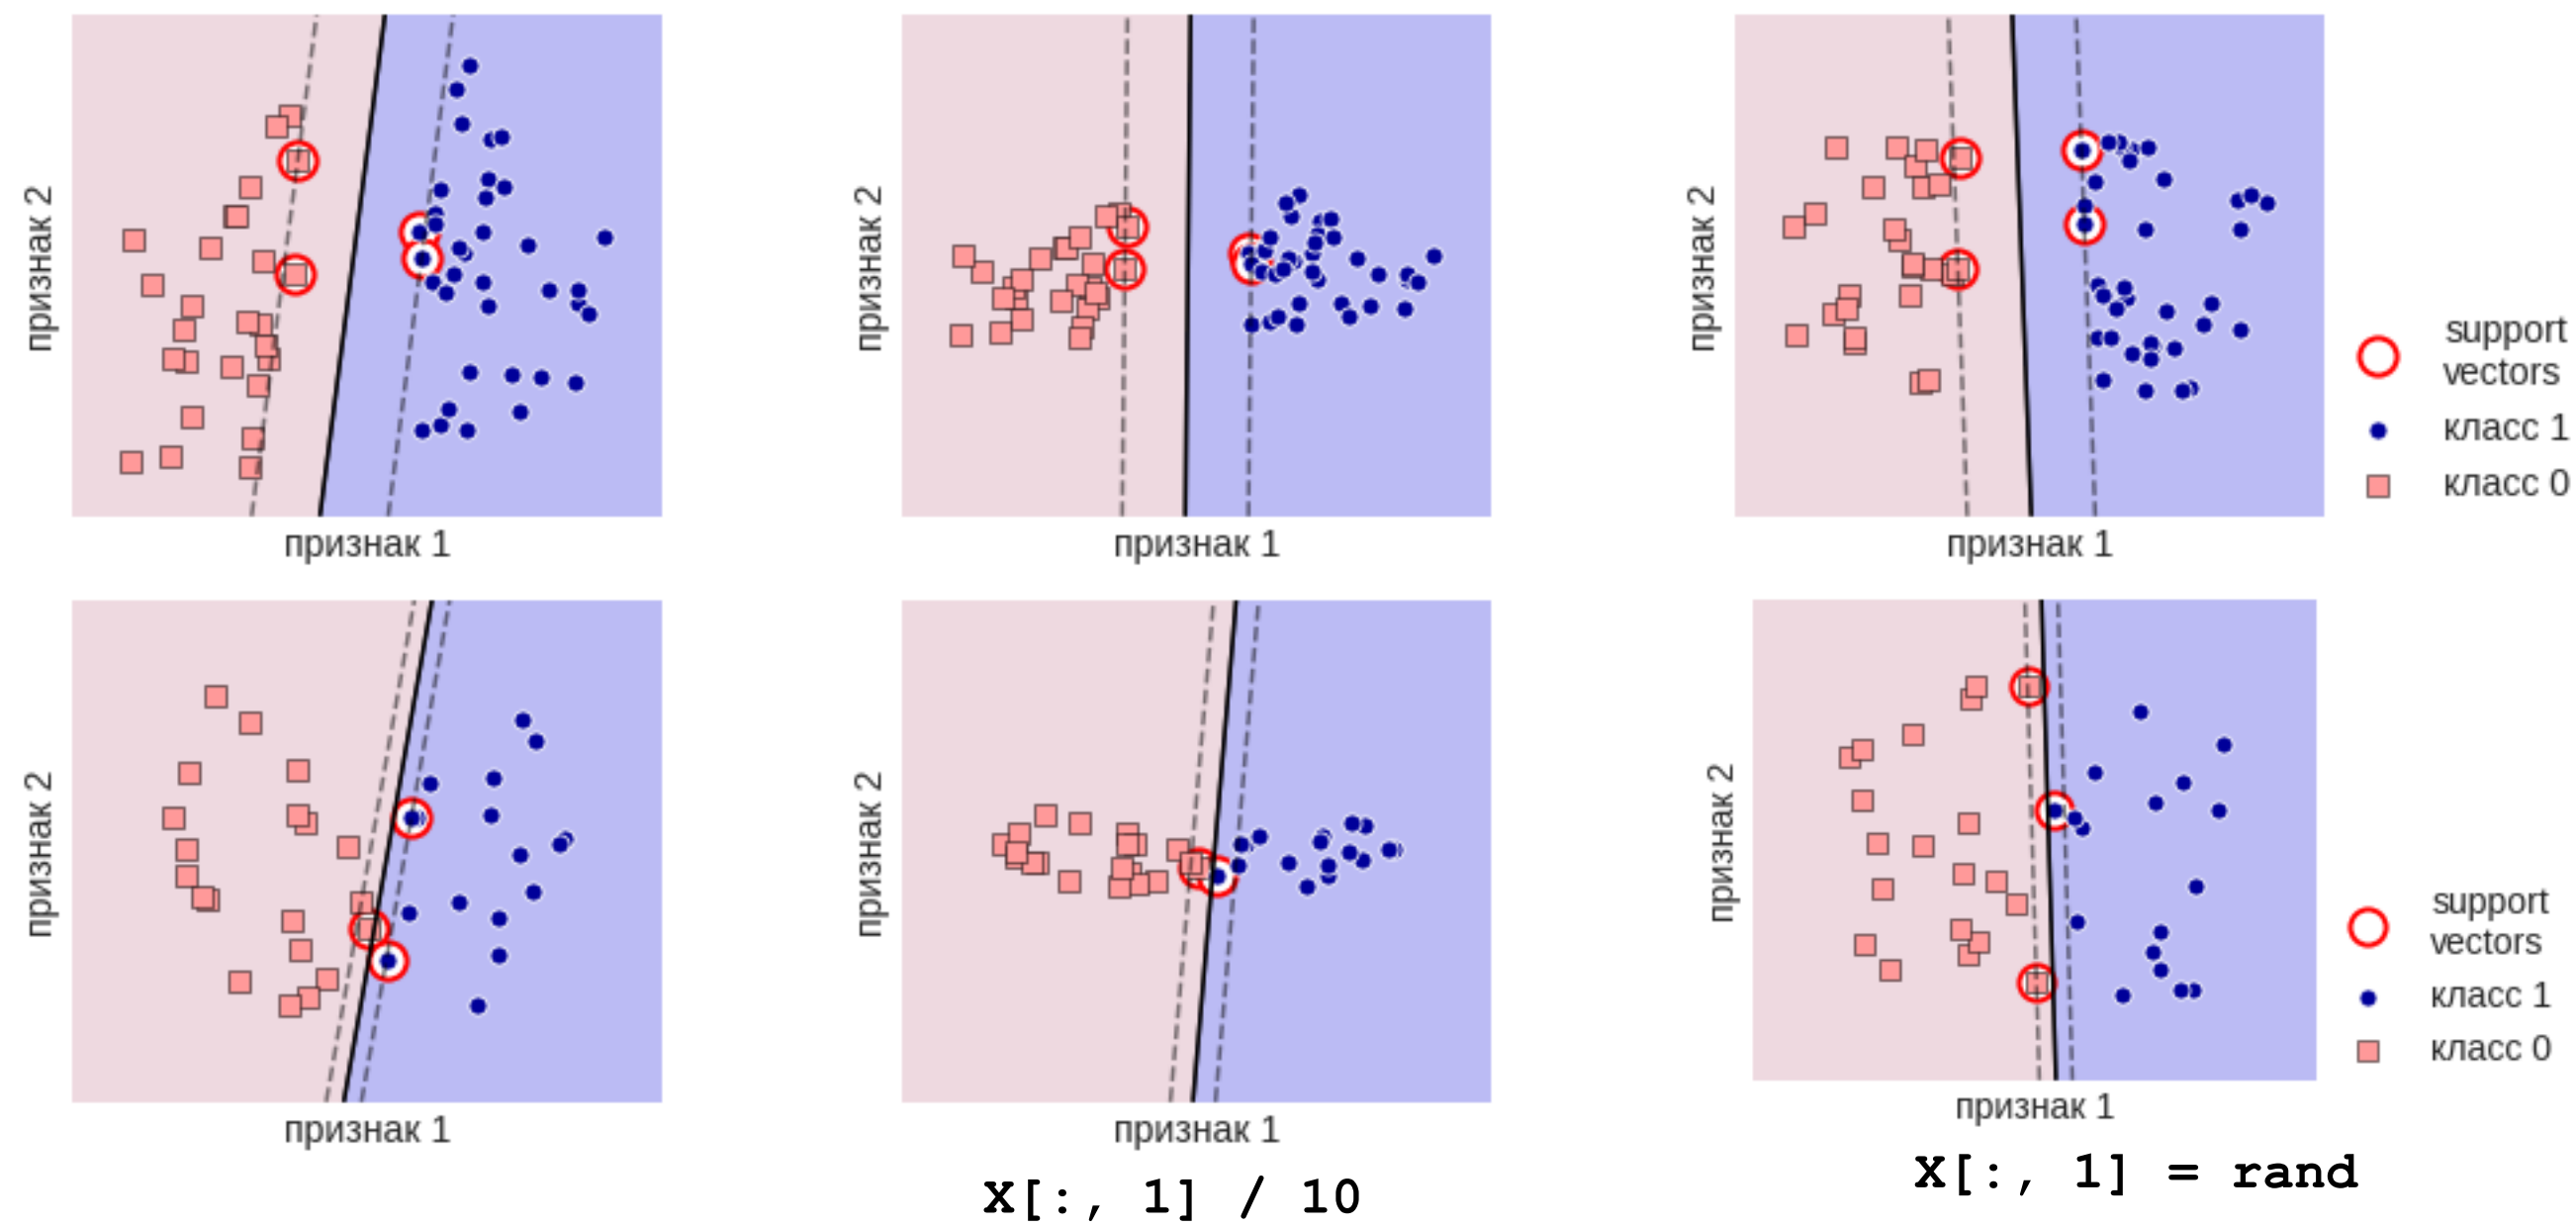 признак 2
признак 1
признак 2
признак 1
признак 2
признак 1
support
vectors
класс 1
класс 0
признак 2
признак 1
признак 2
признак 1
X[:, 1] / 10
признак 2
признак 1
X[:, 1] = rand
support
vectors
класс 1
класс 0